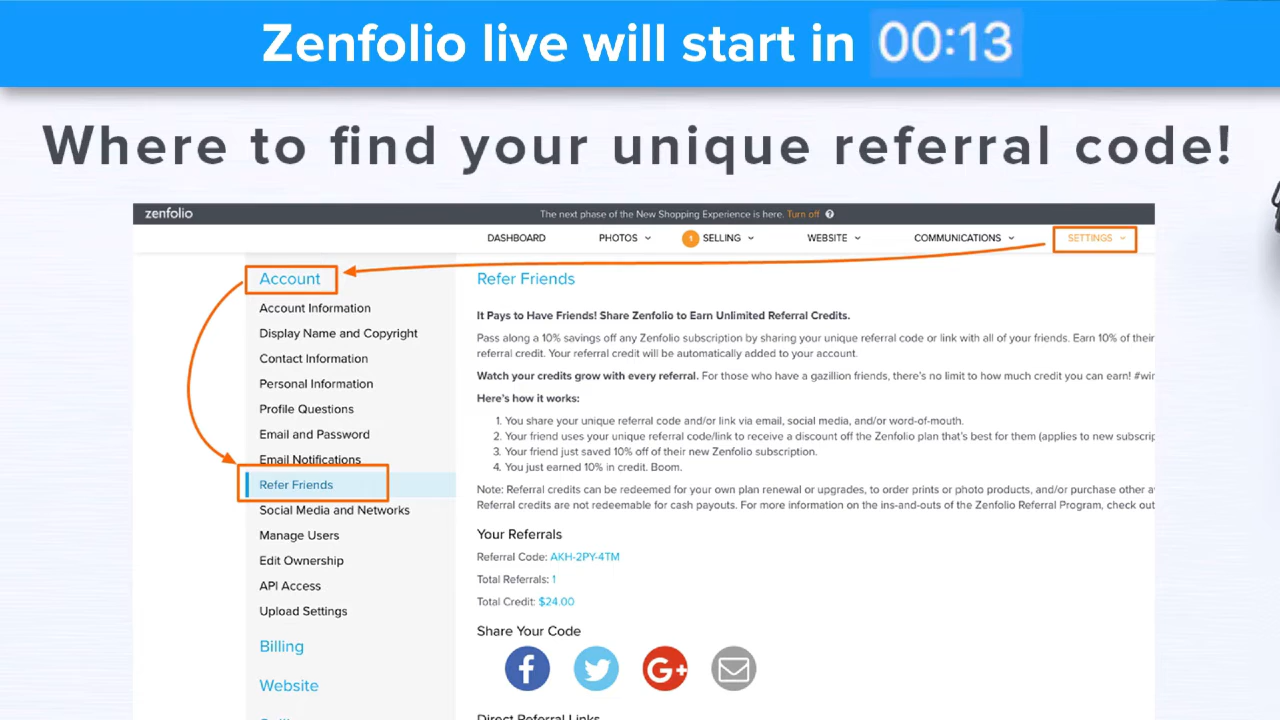 Zenfolio live will start in 00:13
Where to find your unique referral code!
zenfolio
The next phase of the New Shopping Experience is here. Turn off ?
DASHBOARD PHOTOS 1 SELLING WEBSITE COMMUNICATIONS SETTINGS
Account
Account Information
Display Name and Copyright
Contact Information
Personal Information
Profile Questions
Email and Password
Email Notifications
Refer Friends
Social Media and Networks
Manage Users
Edit Ownership
API Access
Upload Settings
Billing
Website
Refer Friends
It Pays to Have Friends! Share Zenfolio to Earn Unlimited Referral Credits.
Pass along a 10% savings off any Zenfolio subscription by sharing your unique referral code or link with all of your friends. Earn 10% of their
referral credit. Your referral credit will be automatically added to your account.
Watch your credits grow with every referral. For those who have a gazillion friends, there's no limit to how much credit you can earn! #wir
Here's how it works:
1. You share your unique referral code and/or link via email, social media, and/or word-of-mouth.
2. Your friend uses your unique referral code/link to receive a discount off the Zenfolio plan that's best for them (applies to new subscrip
3. Your friend just saved 10% off of their new Zenfolio subscription.
4. You just earned 10% in credit. Boom.
Note: Referral credits can be redeemed for your own plan renewal or upgrades, to order prints or photo products, and/or purchase other a
Referral credits are not redeemable for cash payouts. For more information on the ins-and-outs of the Zenfolio Referral Program, check out
Your Referrals
Referral Code: AKH-2PY-4TM
Total Referrals: 1
Total Credit: $24.00
Share Your Code
f G+
Direct Referral Links